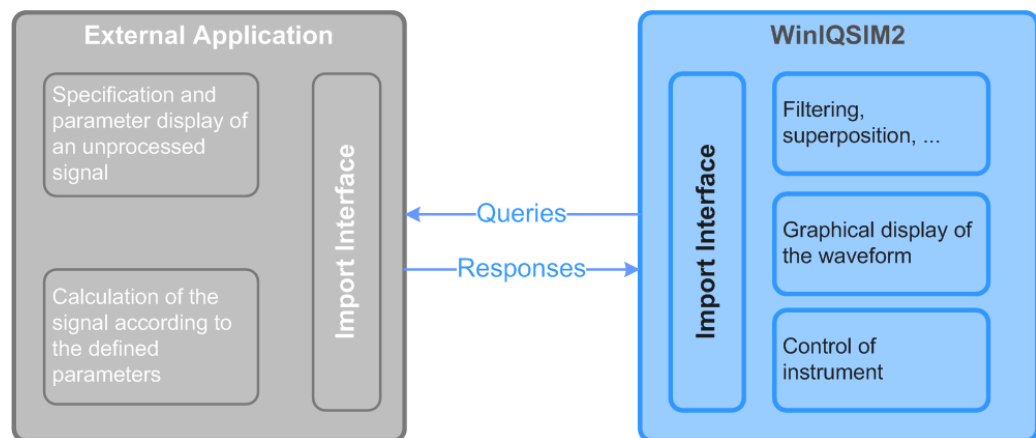 External Application
Specification and
parameter display of
an unprocessed
signal
Calculation of the
signal according to
the defined
parameters
Import Interface
Queries
Responses
WinIQSIM2
Import Interface
Filtering,
superposition, ...
Graphical display of
the waveform
Control of
instrument